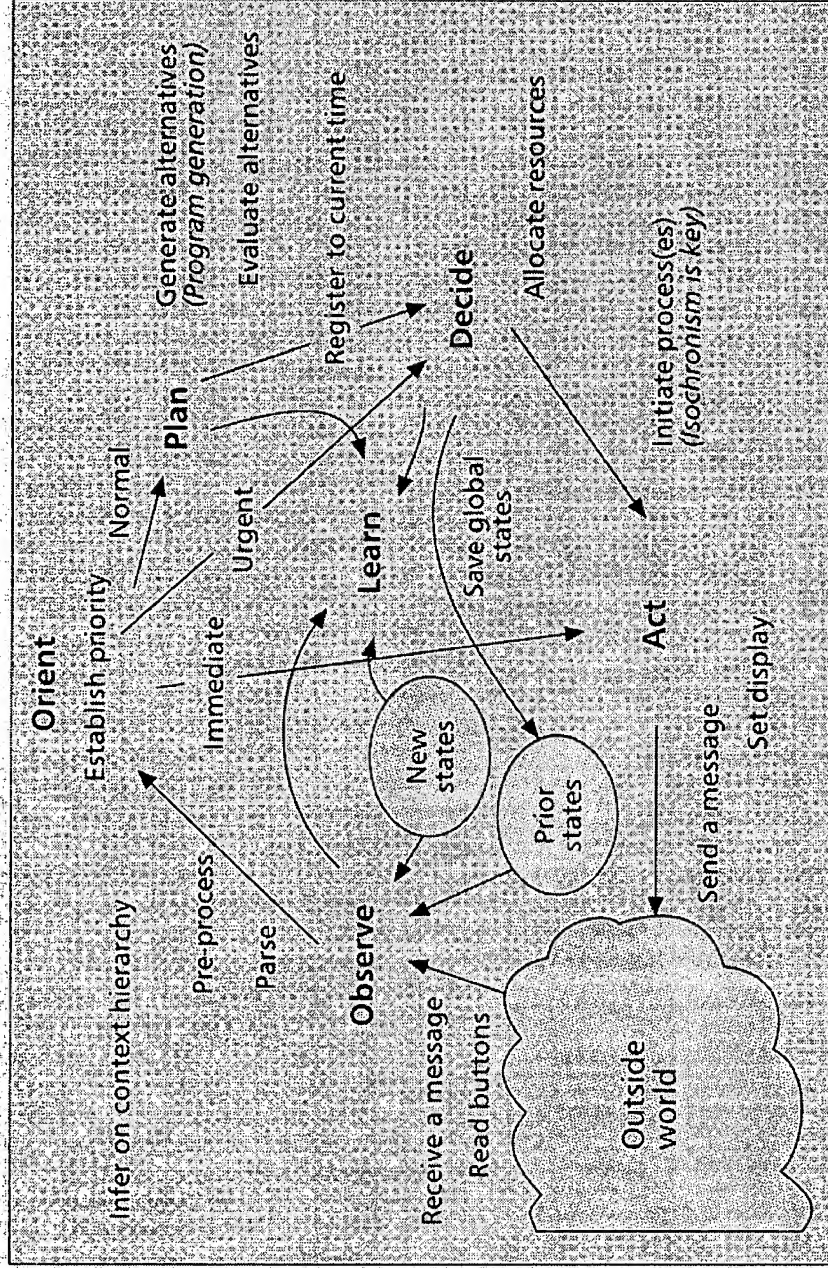 Orient
Establish priority
Infer on context hierarchy
Normal
Generate alternatives
(Program generation)
Plan
Evaluate alternatives
Pre-process
Immediate
Urgent
Parse
Register to current time
Observe
Learn
Decide
New
states
Receive a message
Save global
states
Allocate resources
Read buttons
Prior
states
Outside
world
Act
Initiate process(es)
(Isochronism is key)
Send a message
Set display